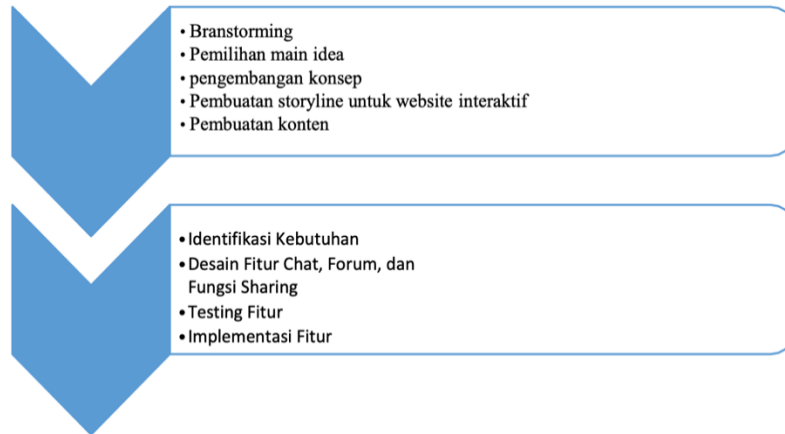 • Branstorming
• Pemilihan main idea
• pengembangan konsep
• Pembuatan storyline untuk website interaktif
• Pembuatan konten
• Identifikasi Kebutuhan
• Desain Fitur Chat, Forum, dan
Fungsi Sharing
• Testing Fitur
• Implementasi Fitur